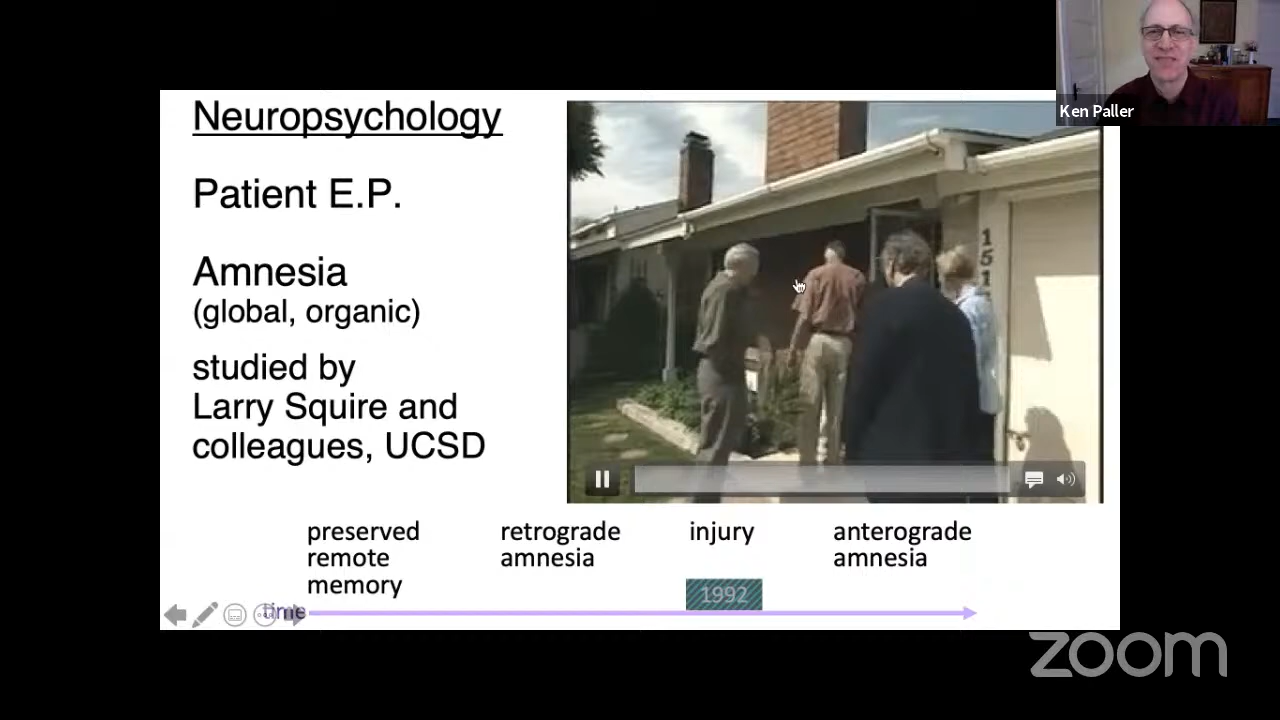 Ken Paller
Neuropsychology
Patient E.P.
Amnesia
(global, organic)
studied by
Larry Squire and
colleagues, UCSD
151
preserved
remote
memory
retrograde
amnesia
injury
anterograde
amnesia
1992
time
zoom